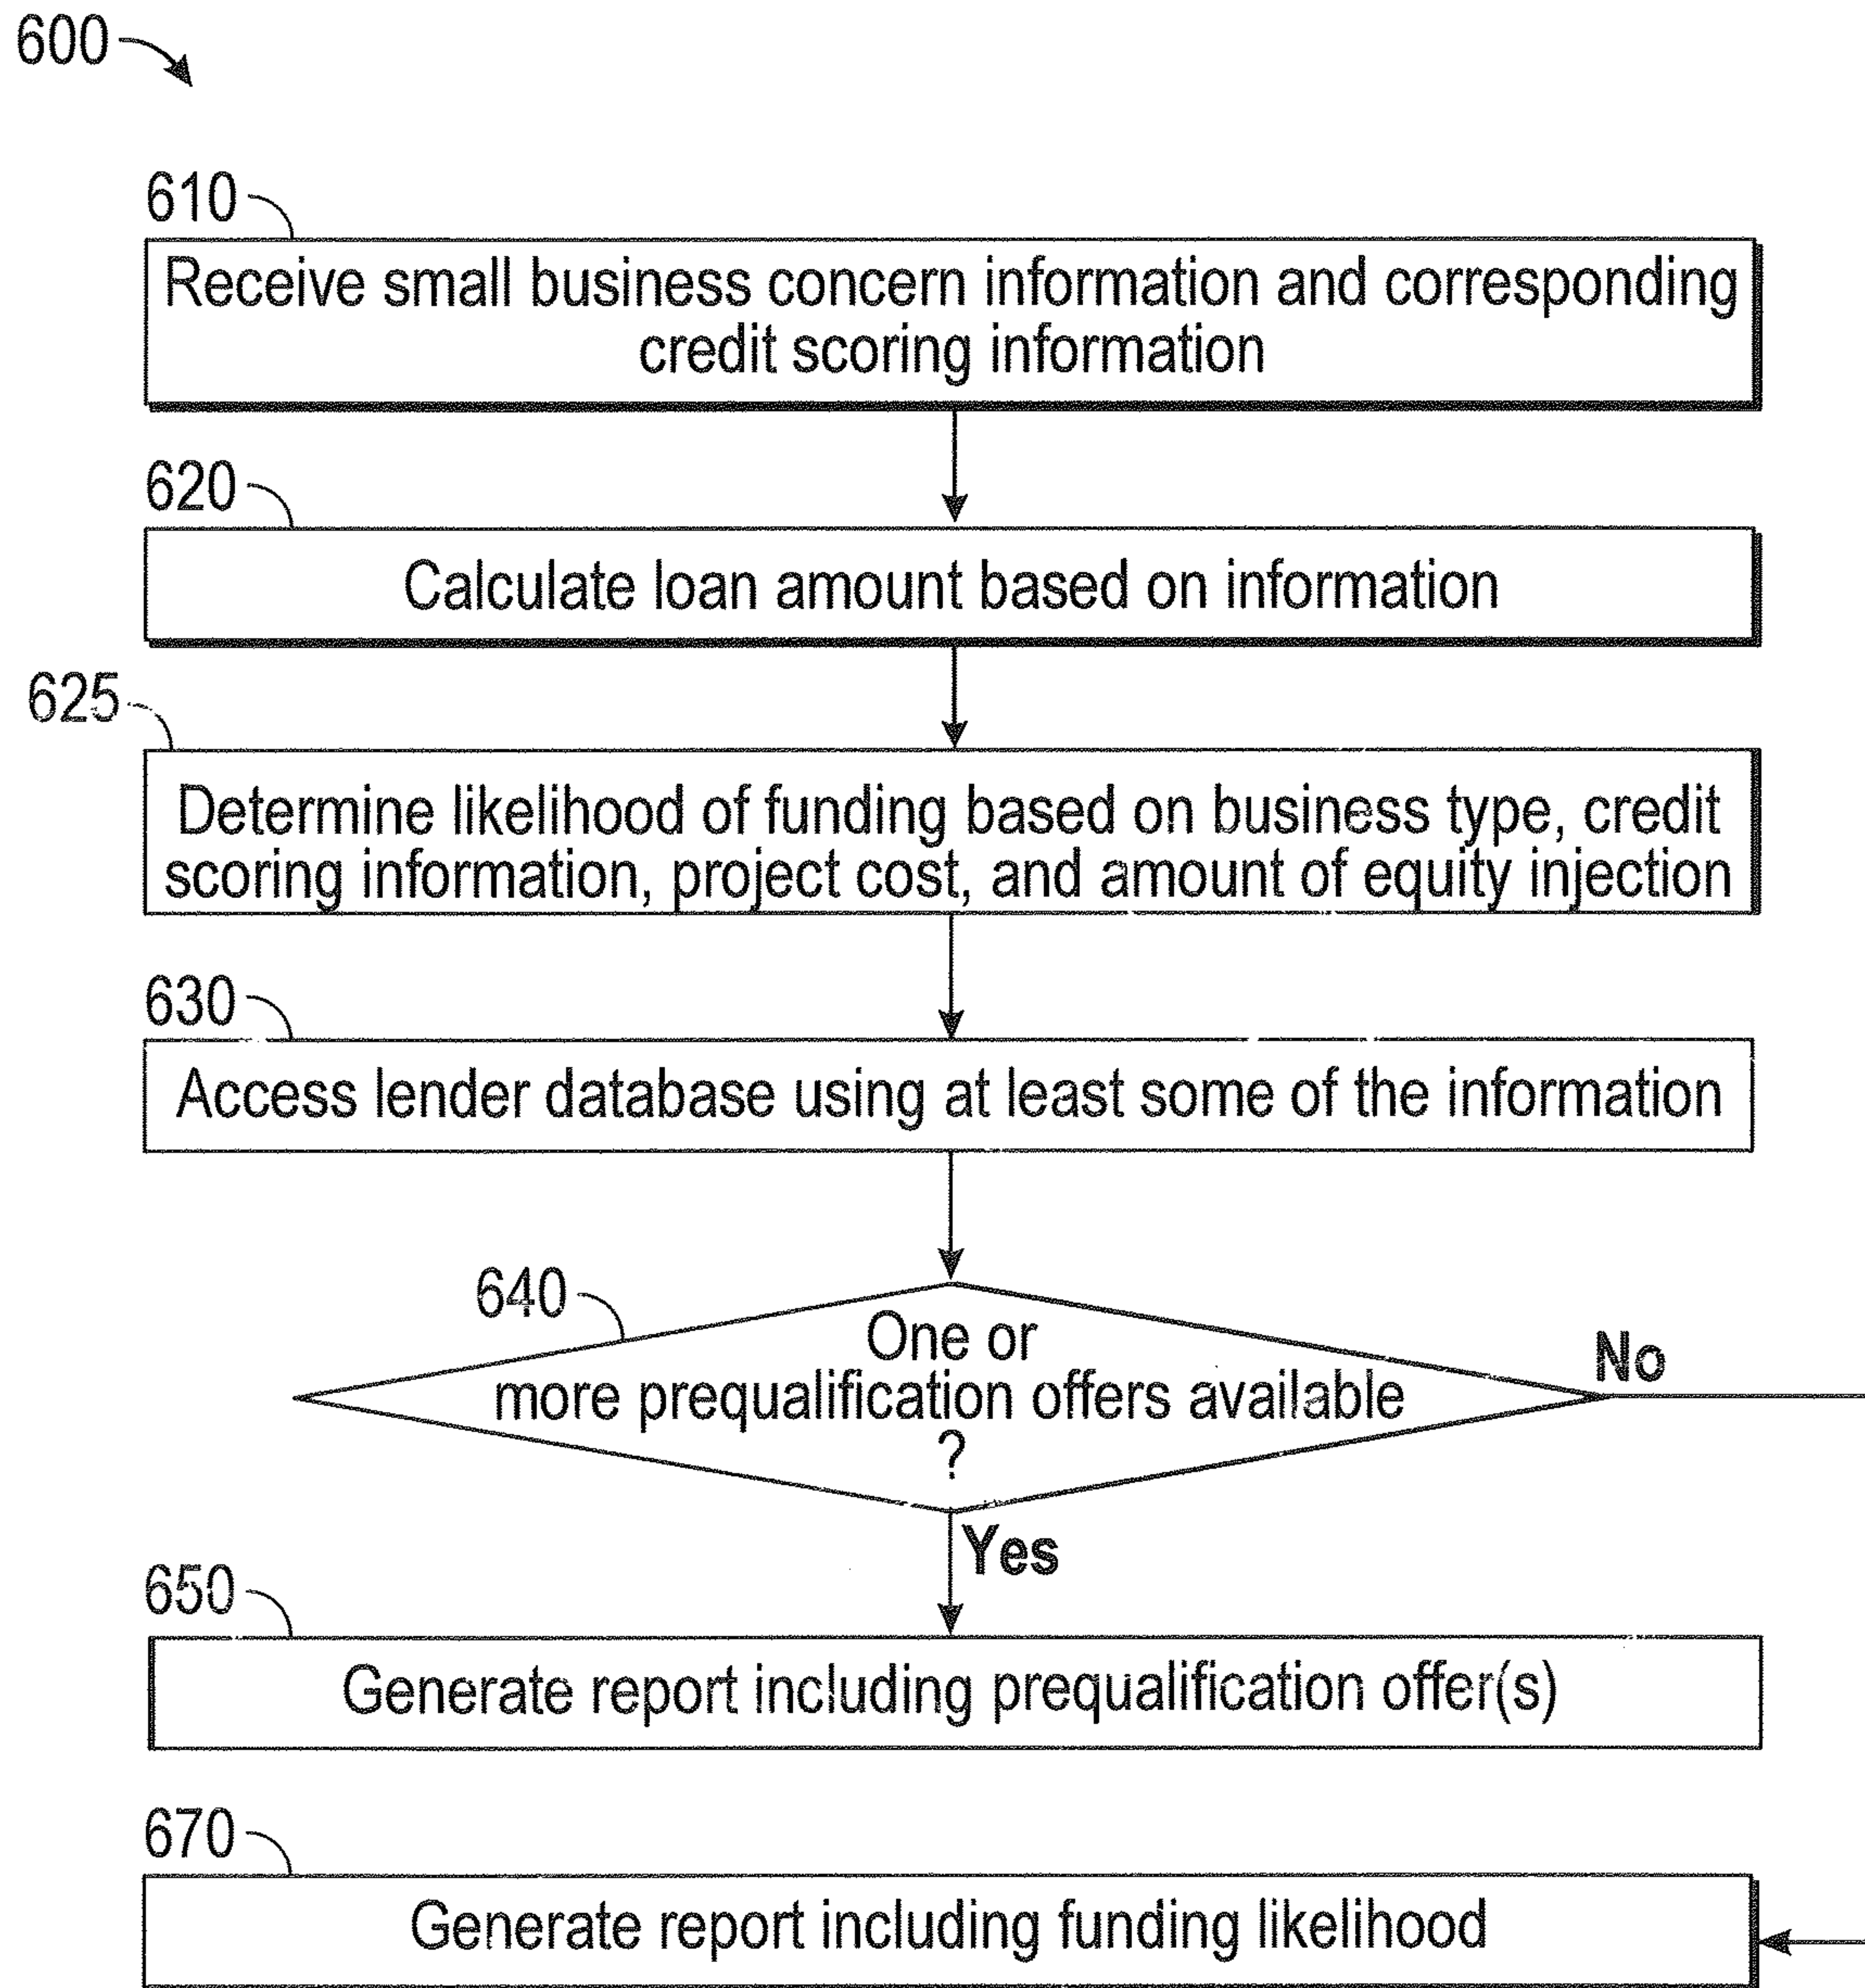 600
610
Receive small business concern information and corresponding
credit scoring information
620
Calculate loan amount based on information
625
Determine likelihood of funding based on business type, credit
scoring information, project cost, and amount of equity injection
630
Access lender database using at least some of the information
640
One or
more prequalification offers available
?
No
Yes
650
Generate report including prequalification offer(s)
670
Generate report including funding likelihood